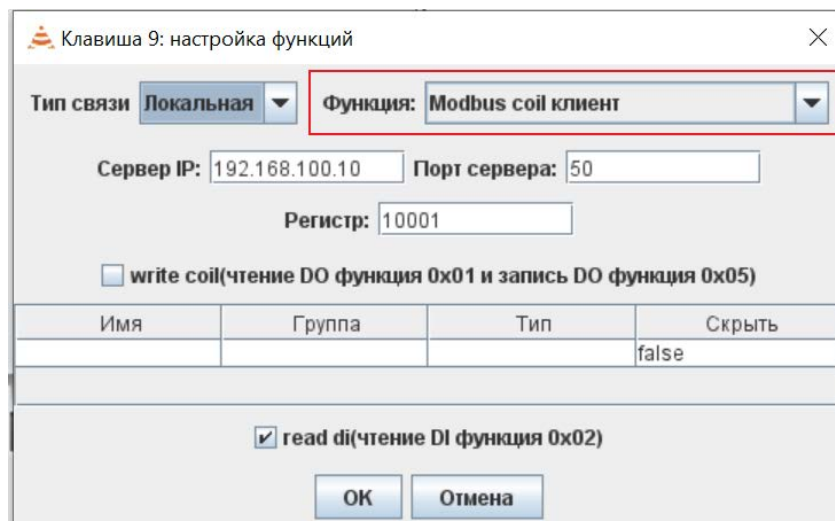 Клавиша 9: настройка функций
Тип связи Локальная Функция: Modbus coil клиент
Сервер IP: 192.168.100.10 Порт сервера: 50
Регистр: 10001
write coil(чтение DO функция 0x01 и запись DO функция 0x05)
Имя Группа Тип Скрыть
false
read di(чтение DI функция 0x02)
OK Отмена